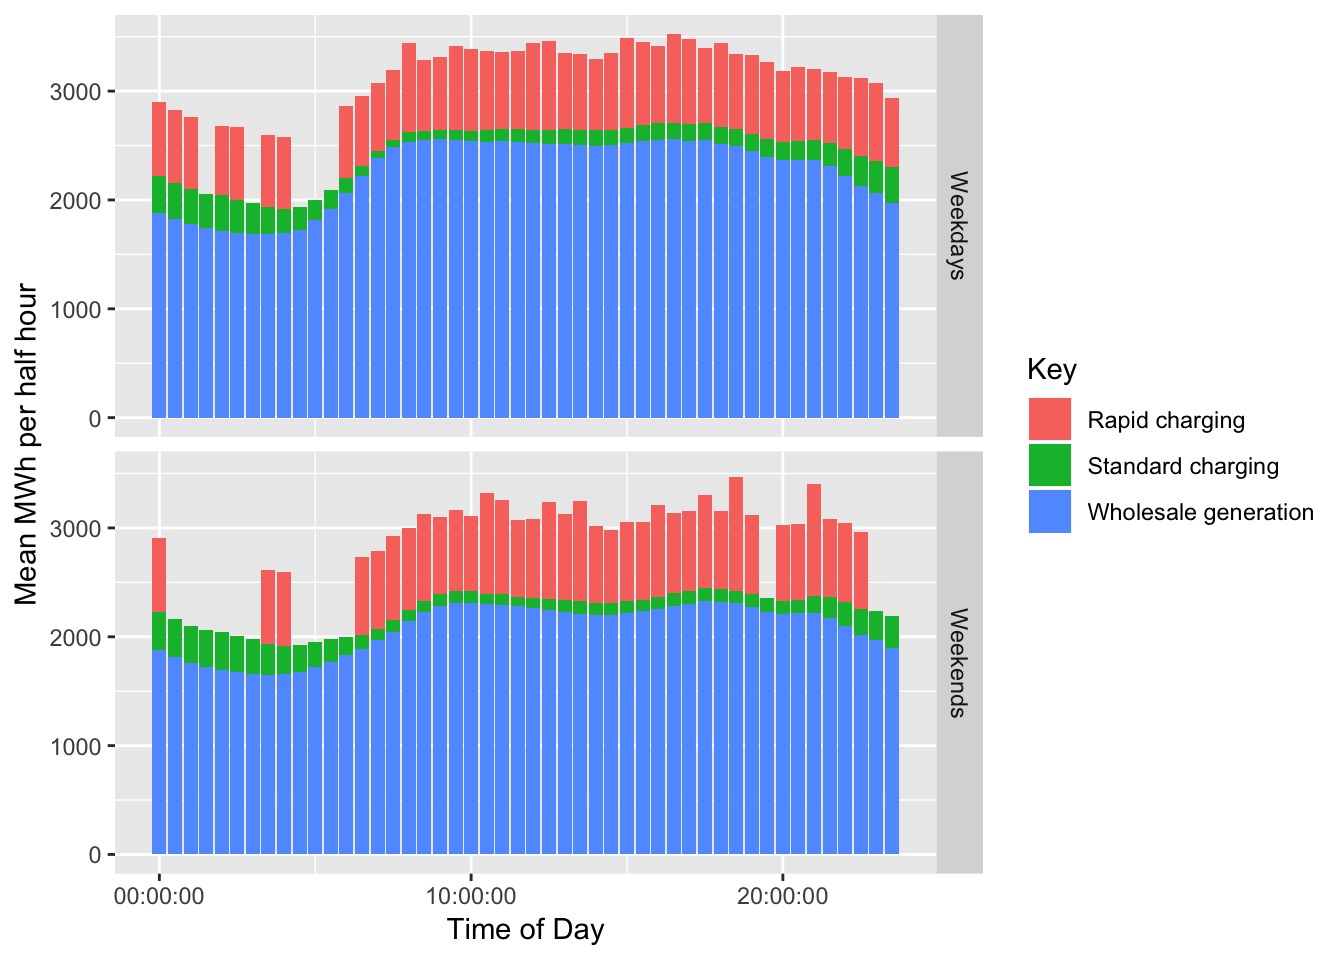 Mean MWh per half hour
3000
2000
1000
0
Weekdays
3000
2000
1000
0
Weekends
00:00:00 10:00:00 20:00:00
Time of Day
Key
Rapid charging
Standard charging
Wholesale generation